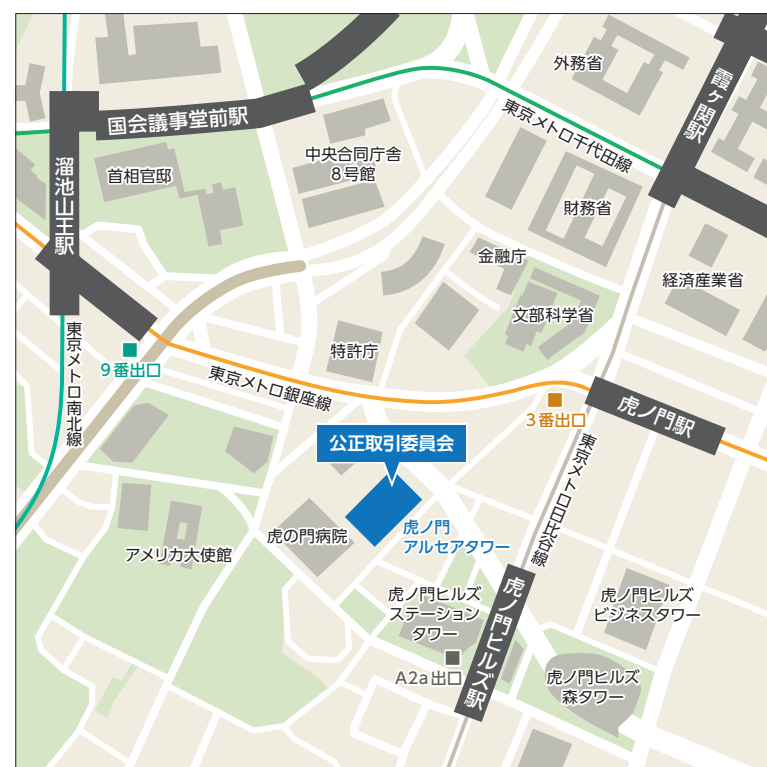 外務省
霞ケ関駅
国会議事堂前駅
東京メトロ千代田線
中央合同庁舎
8号館
溜池山王駅
首相官邸
財務省
金融庁
経済産業省
文部科学省
特許庁
東京メトロ南北線
9番出口
東京メトロ銀座線
3番出口
虎ノ門駅
公正取引委員会
東京メトロ日比谷線
虎の門病院
虎ノ門
アルセアタワー
アメリカ大使館
虎ノ門ヒルズ
ステーション
タワー
虎ノ門ヒルズ駅
虎ノ門ヒルズ
ビジネスタワー
A2a出口
虎ノ門ヒルズ
森タワー